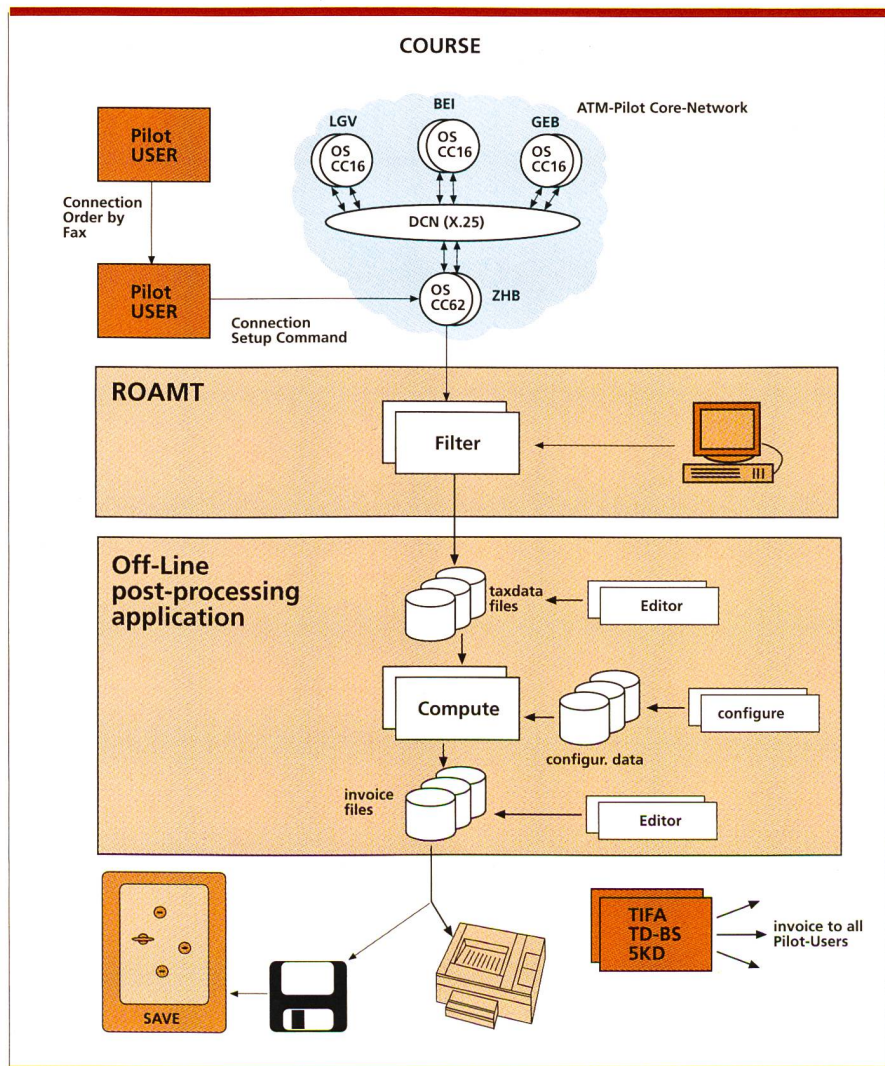 COURSE
ATM-Pilot Core-Network
LGV
BEI
GEB
Pilot
USER
OS
CC16
OS
CC16
OS
CC16
Connection
Order by
Fax
DCN (X.25)
Pilot
USER
OS
CC62
ZHB
Connection
Setup Command
ROAMT
Filter
Off-Line
post-processing
application
taxdata
files
Editor
Compute
configur. data
configure
invoice
files
Editor
SAVE
TIFA
TD-BS
5KD
invoice to all
Pilot-Users